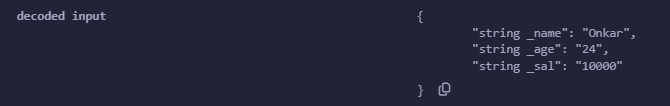 decoded input {
"string _name": "Onkar",
"string _age": "24",
"string _sal": "10000"
}